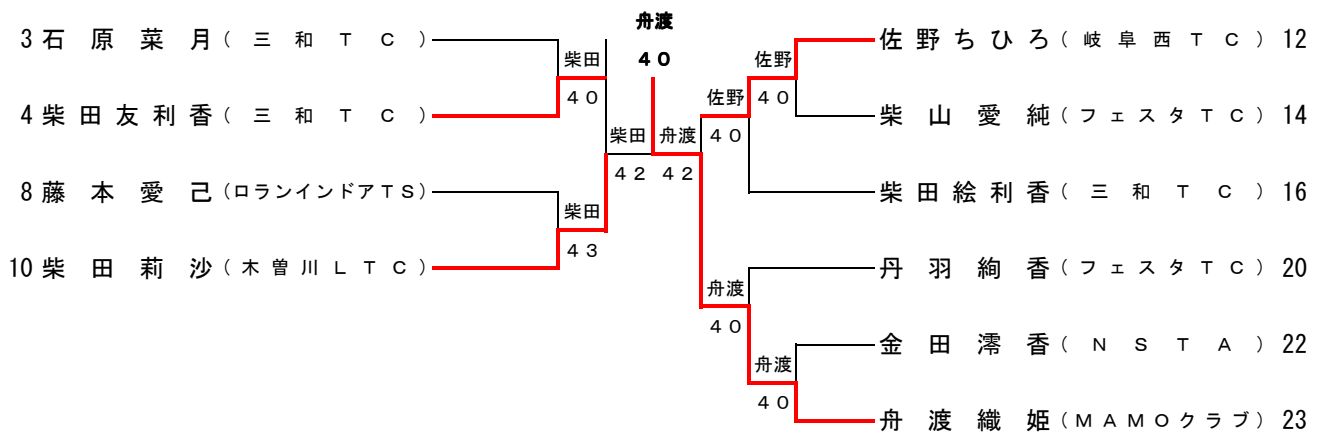 舟渡
40
3 石原菜月（三和TC）
柴田
40
4 柴田友利香（三和TC）
柴田
42
8 藤本愛己（ロランインドアTS）
柴田
43
10 柴田莉沙（木曽川LTC）
佐野ちひろ（岐阜西TC） 12
佐野
40
柴山愛純（フェスタTC） 14
佐野
40
柴田絵利香（三和TC） 16
舟渡
42
丹羽絢香（フェスタTC） 20
舟渡
40
金田澪香（NSTA） 22
舟渡
40
舟渡織姫（MAMOクラブ） 23